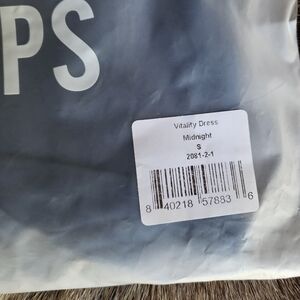 PS
Vitality Dress
Midnight
S
2081-2-1
8 40218 57883 6